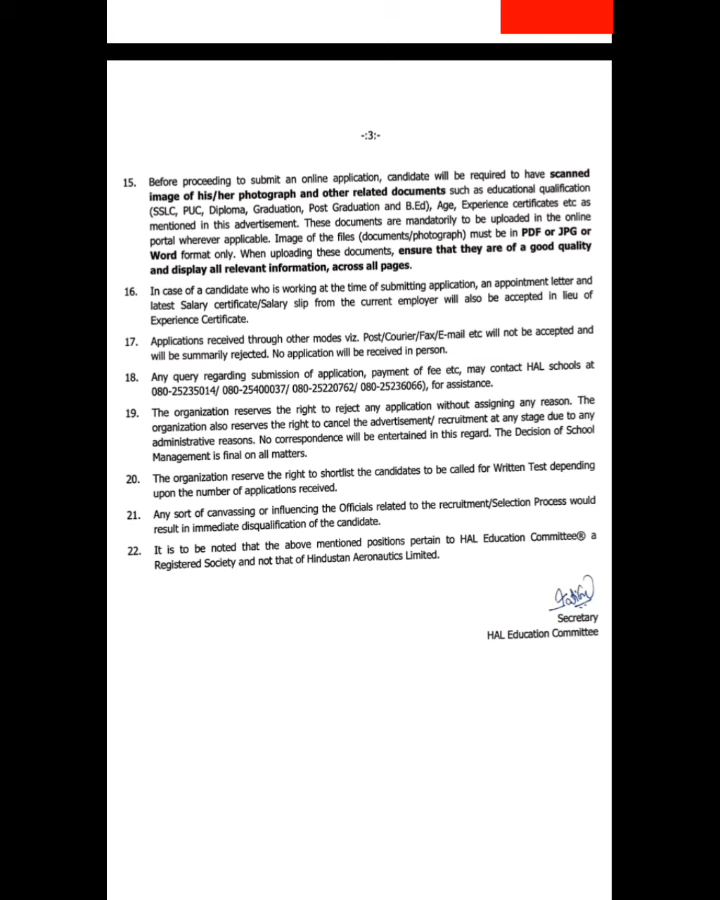 -:3:-
15. Before proceeding to submit an online application, candidate will be required to have scanned
image of his/her photograph and other related documents such as educational qualification
(SSLC, PUC, Diploma, Graduation, Post Graduation and B.Ed), Age, Experience certificates etc as
mentioned in this advertisement. These documents are mandatorily to be uploaded in the online
portal wherever applicable. Image of the files (documents/photograph) must be in PDF or JPG or
Word format only. When uploading these documents, ensure that they are of a good quality
and display all relevant information, across all pages.
16. In case of a candidate who is working at the time of submitting application, an appointment letter and
latest Salary certificate/Salary slip from the current employer will also be accepted in lieu of
Experience Certificate.
17. Applications received through other modes viz. Post/Courier/Fax/E-mail etc will not be accepted and
will be summarily rejected. No application will be received in person.
18. Any query regarding submission of application, payment of fee etc, may contact HAL schools at
080-25235014/ 080-25400037/ 080-25220762/ 080-25236066), for assistance.
19. The organization reserves the right to reject any application without assigning any reason. The
organization also reserves the right to cancel the advertisement/ recruitment at any stage due to any
administrative reasons. No correspondence will be entertained in this regard. The Decision of School
Management is final on all matters.
20. The organization reserve the right to shortlist the candidates to be called for Written Test depending
upon the number of applications received.
21. Any sort of canvassing or influencing the Officials related to the recruitment/Selection Process would
result in immediate disqualification of the candidate.
22. It is to be noted that the above mentioned positions pertain to HAL Education Committee® a
Registered Society and not that of Hindustan Aeronautics Limited.
Secretary
HAL Education Committee